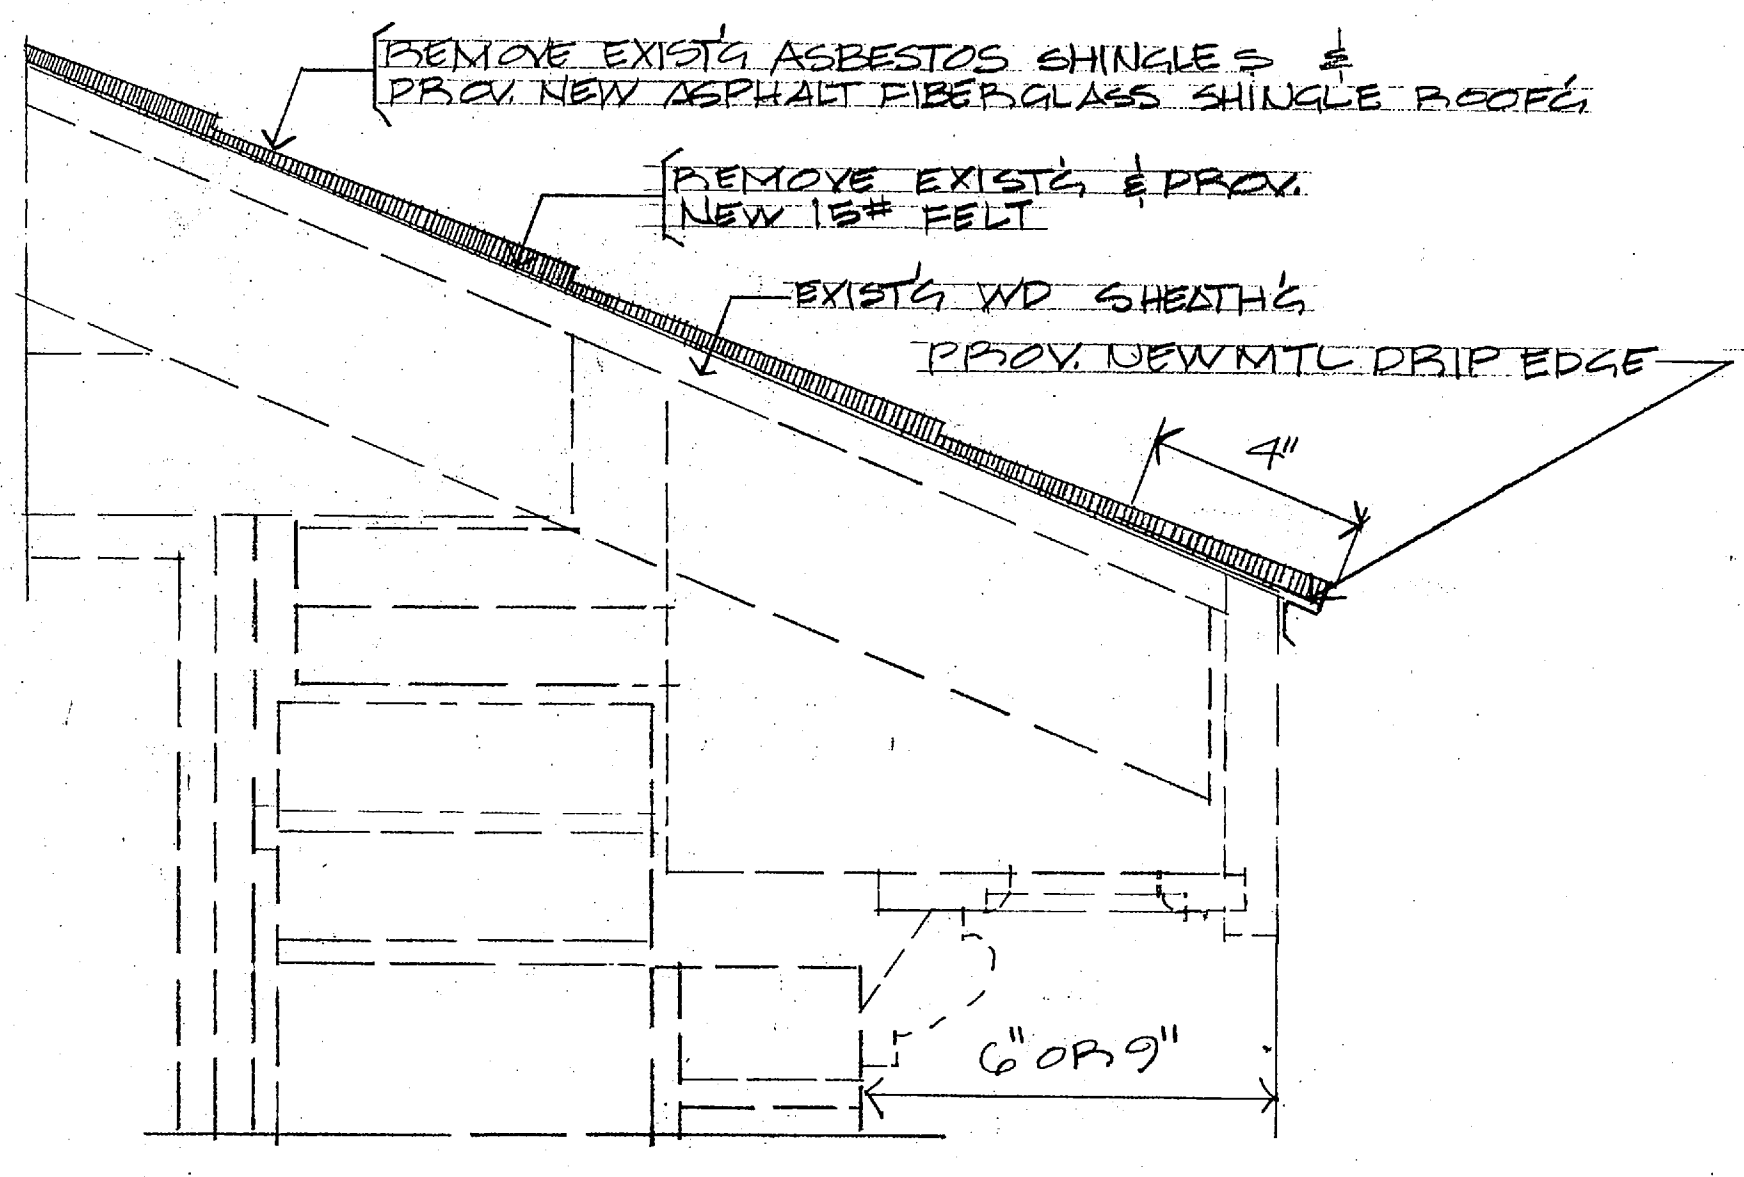 REMOVE EXIST'G ASBESTOS SHINGLES &
PROV. NEW ASPHALT FIBERGLASS SHINGLE ROOF'G
REMOVE EXIST'G & PROV.
NEW 15# FELT
EXIST'G WD SHEATH'G
PROV. NEW MTL DRIP EDGE
4"
6" OR 9"